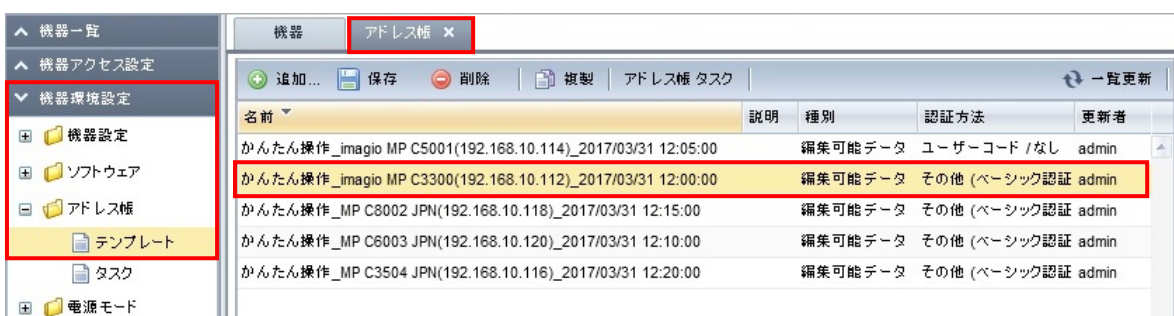 機器一覧
機器アクセス設定
機器環境設定
機器設定
ソフトウェア
アドレス帳
テンプレート
タスク
電源モード
機器 アドレス帳 ×
追加... 保存 削除 複製 アドレス帳 タスク 一覧更新
名前 説明 種別 認証方法 更新者
かんたん操作_imagio MP C5001(192.168.10.114)_2017/03/31 12:05:00 編集可能データ ユーザーコード /なし admin
かんたん操作_imagio MP C3300(192.168.10.112)_2017/03/31 12:00:00 編集可能データ その他 (ベーシック認証 admin
かんたん操作_MP C8002 JPN(192.168.10.118)_2017/03/31 12:15:00 編集可能データ その他 (ベーシック認証 admin
かんたん操作_MP C6003 JPN(192.168.10.120)_2017/03/31 12:10:00 編集可能データ その他 (ベーシック認証 admin
かんたん操作_MP C3504 JPN(192.168.10.116)_2017/03/31 12:20:00 編集可能データ その他 (ベーシック認証 admin